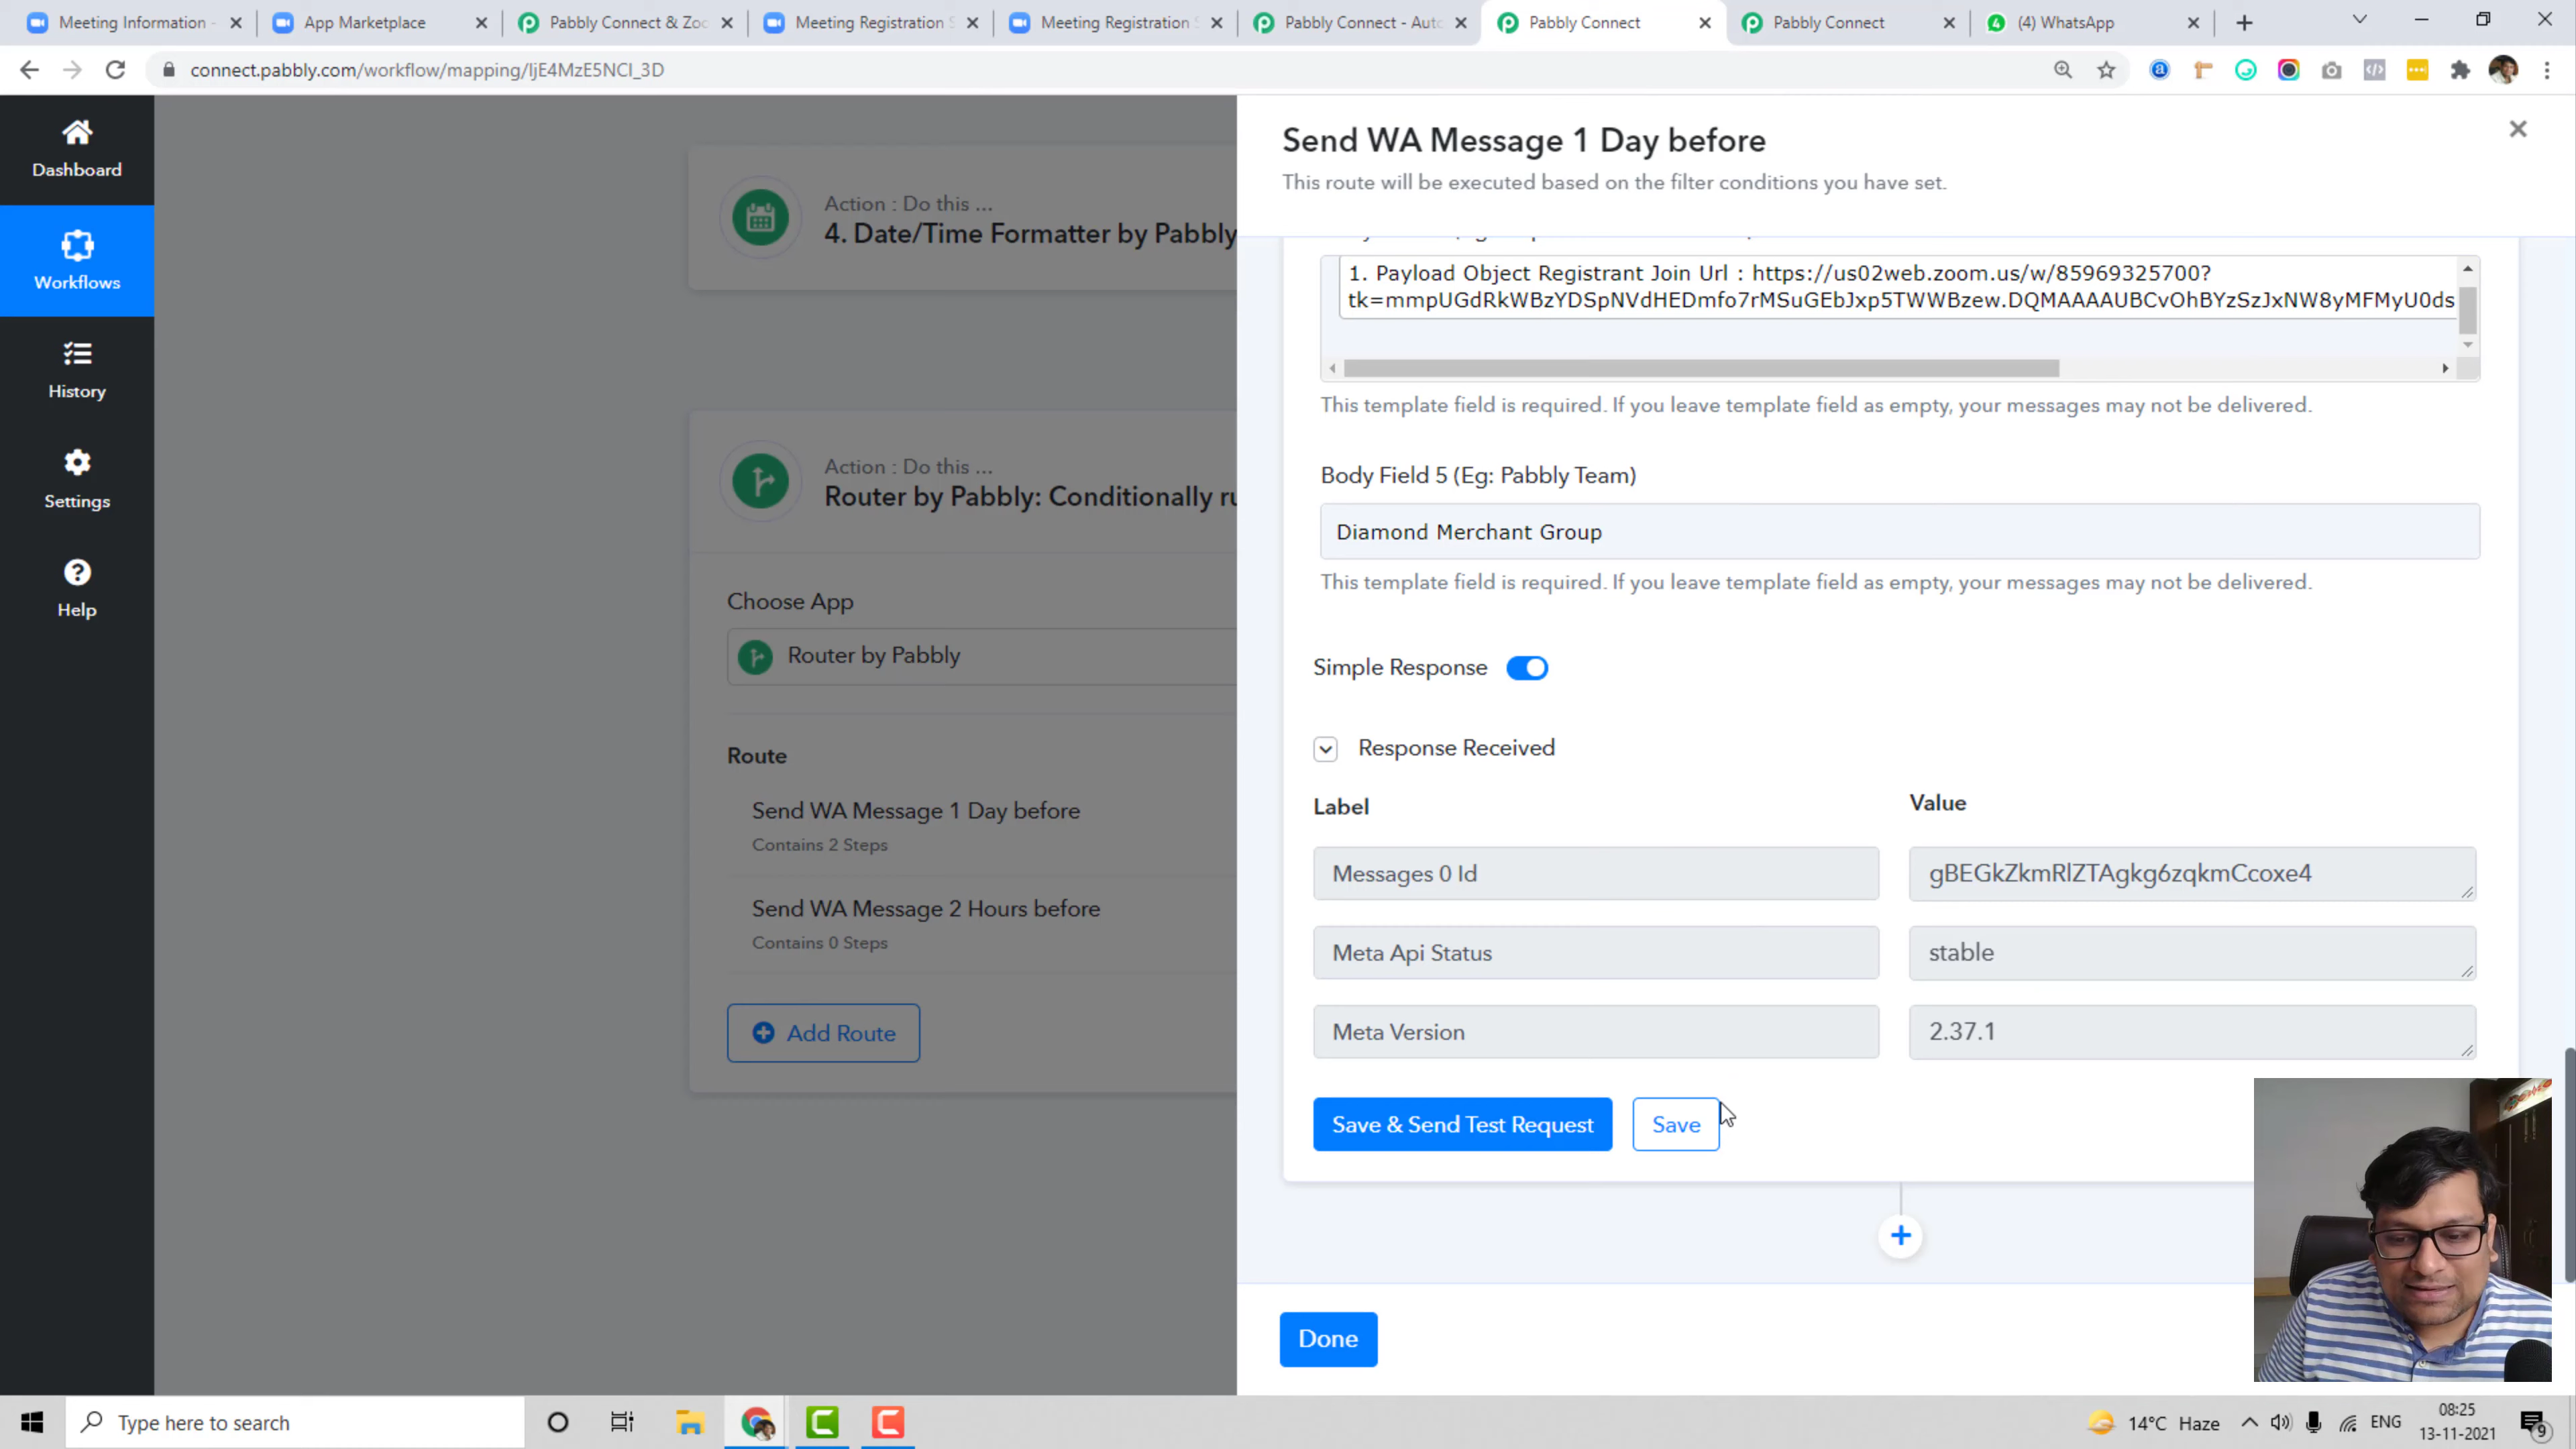 Meeting Information -
App Marketplace
Pabbly Connect & Zoo
Meeting Registration S
Meeting Registration S
Pabbly Connect - Auto
Pabbly Connect
Pabbly Connect
(4) WhatsApp
connect.pabbly.com/workflow/mapping/IjE4MzE5NCI_3D
Dashboard
Workflows
History
Settings
Help
Action : Do this ...
4. Date/Time Formatter by Pabbly
Action : Do this ...
Router by Pabbly: Conditionally ru
Choose App
Router by Pabbly
Route
Send WA Message 1 Day before
Contains 2 Steps
Send WA Message 2 Hours before
Contains 0 Steps
Add Route
Send WA Message 1 Day before
This route will be executed based on the filter conditions you have set.
1. Payload Object Registrant Join Url : https://us02web.zoom.us/w/85969325700?
tk=mmpUGdRkWBzYDSpNVdHEDmfo7rMSuGEbJxp5TWWBzew.DQMAAAAUBCvOhBYzSzJxNW8yMFMyU0ds
This template field is required. If you leave template field as empty, your messages may not be delivered.
Body Field 5 (Eg: Pabbly Team)
Diamond Merchant Group
This template field is required. If you leave template field as empty, your messages may not be delivered.
Simple Response
Response Received
Label
Value
Messages 0 Id
gBEGkZkmRlZTAgkg6zqkmCcoxe4
Meta Api Status
stable
Meta Version
2.37.1
Save & Send Test Request
Save
Done
Type here to search
14°C Haze
ENG
08:25
13-11-2021
9